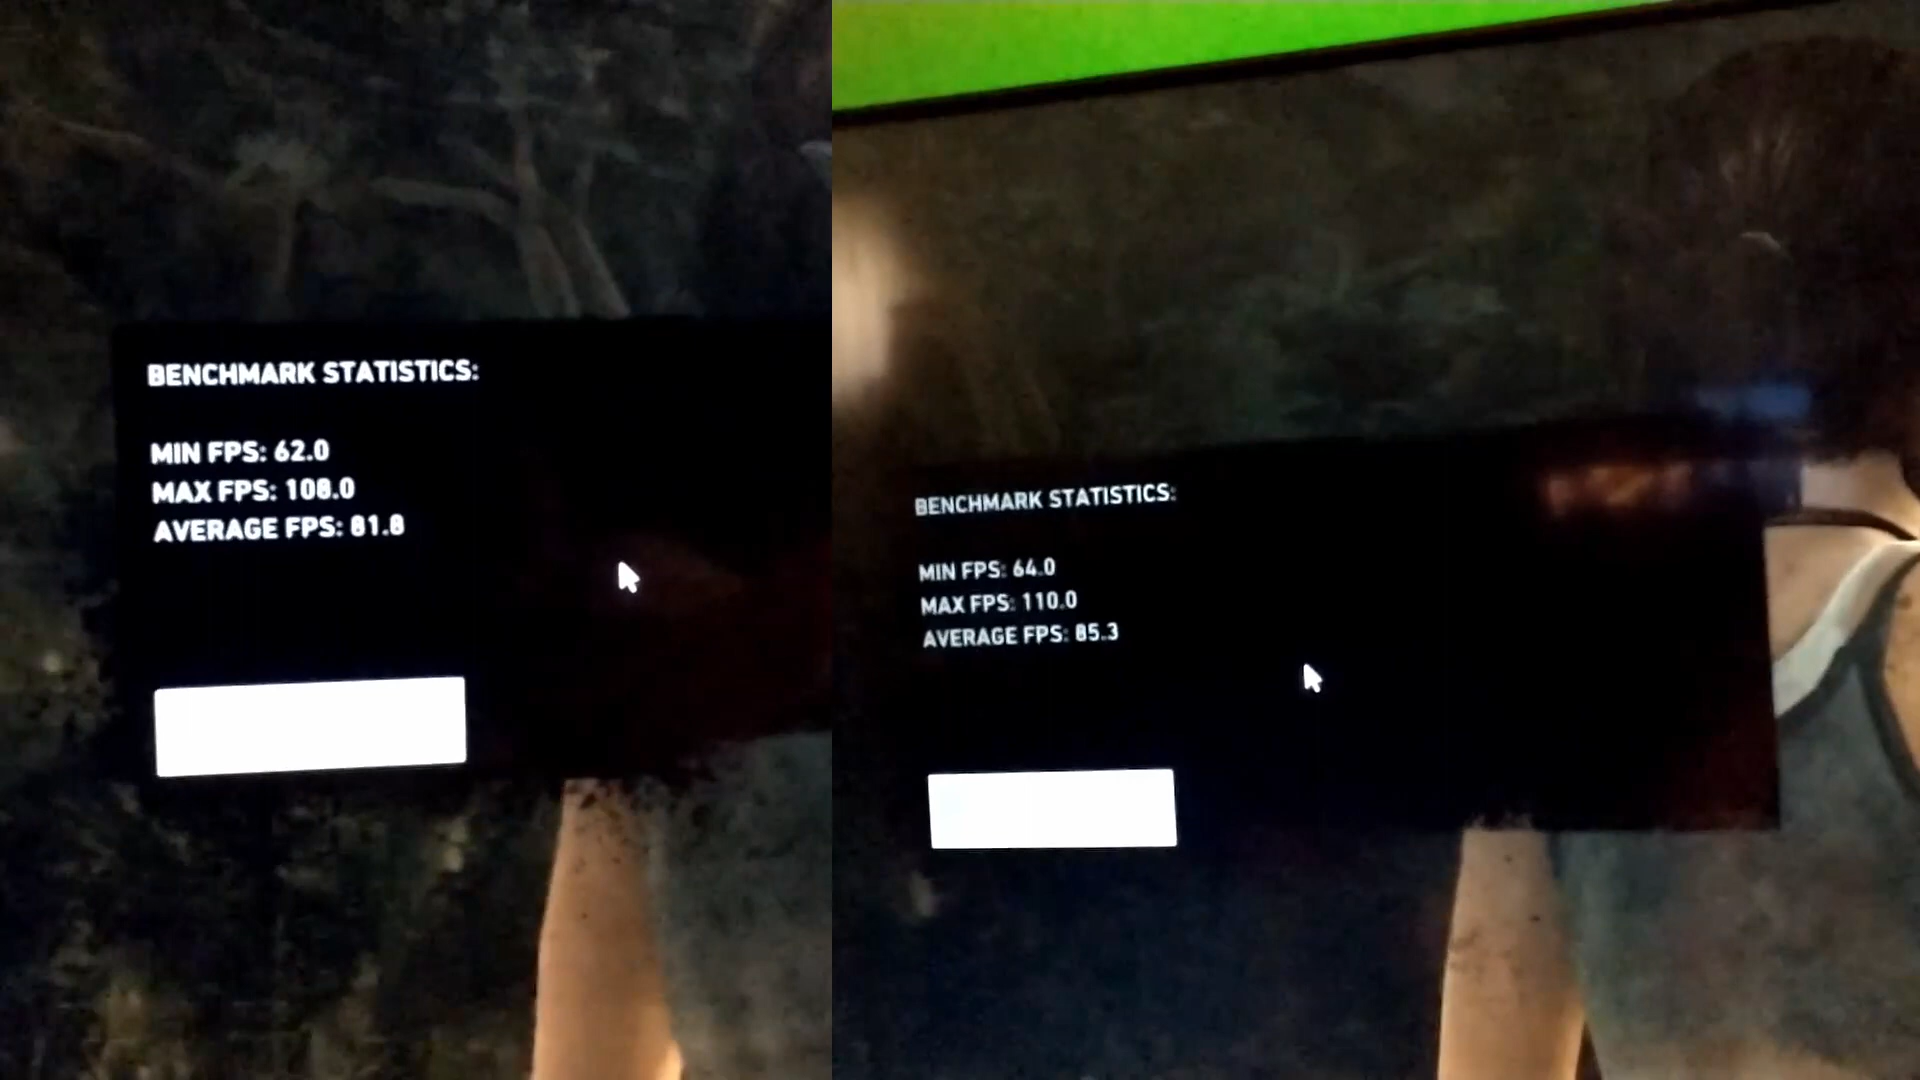 BENCHMARK STATISTICS:
MIN FPS: 62.0
MAX FPS: 108.0
AVERAGE FPS: 81.8
BENCHMARK STATISTICS:
MIN FPS: 64.0
MAX FPS: 110.0
AVERAGE FPS: 85.3